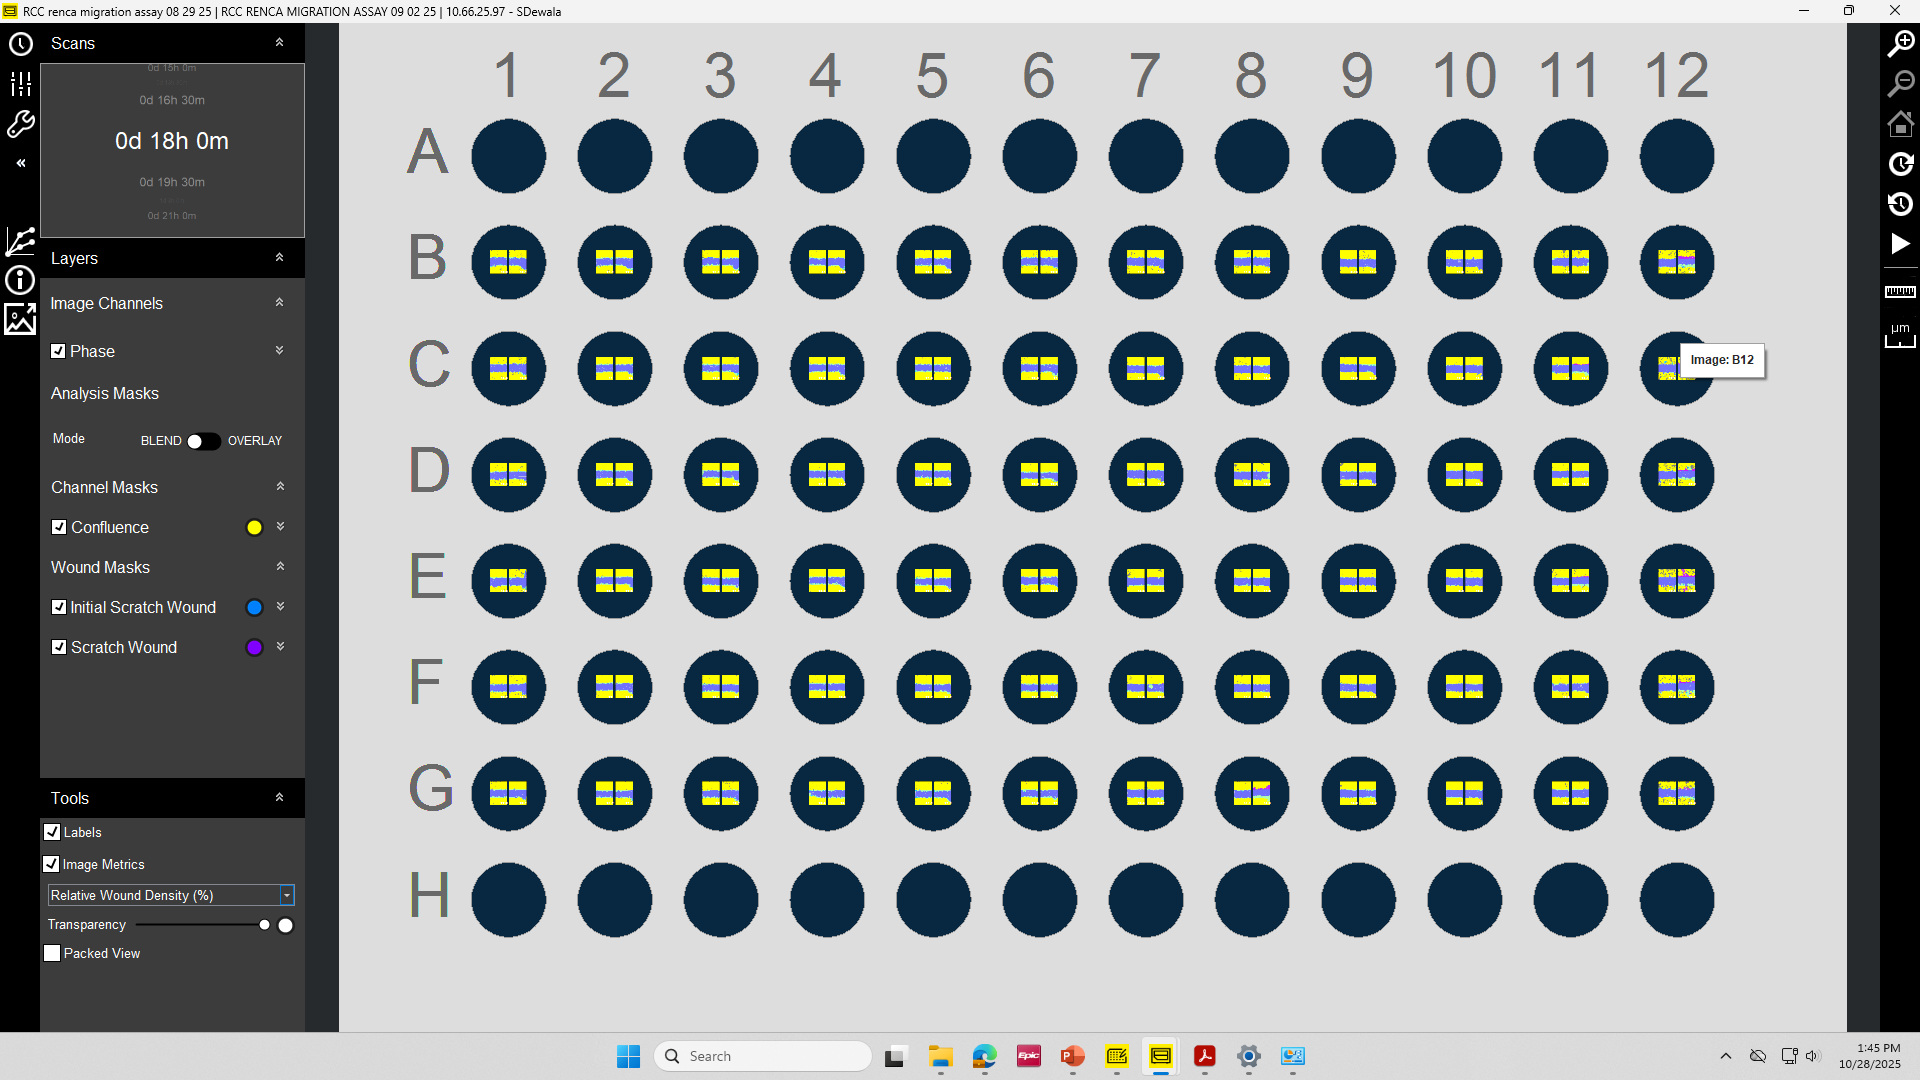 RCC renca migration assay 08 29 25 | RCC RENCA MIGRATION ASSAY 09 02 25 | 10.66.25.97 - SDewala
Scans
0d 15h 0m
0d 16h 30m
0d 18h 0m
0d 19h 30m
0d 21h 0m
Layers
Image Channels
Phase
Analysis Masks
Mode BLEND OVERLAY
Channel Masks
Confluence
Wound Masks
Initial Scratch Wound
Scratch Wound
Tools
Labels
Image Metrics
Relative Wound Density (%)
Transparency
Packed View
1 2 3 4 5 6 7 8 9 10 11 12
A
B
C
Image: B12
D
E
F
G
H
µm
Search
Epic
1:45 PM
10/28/2025